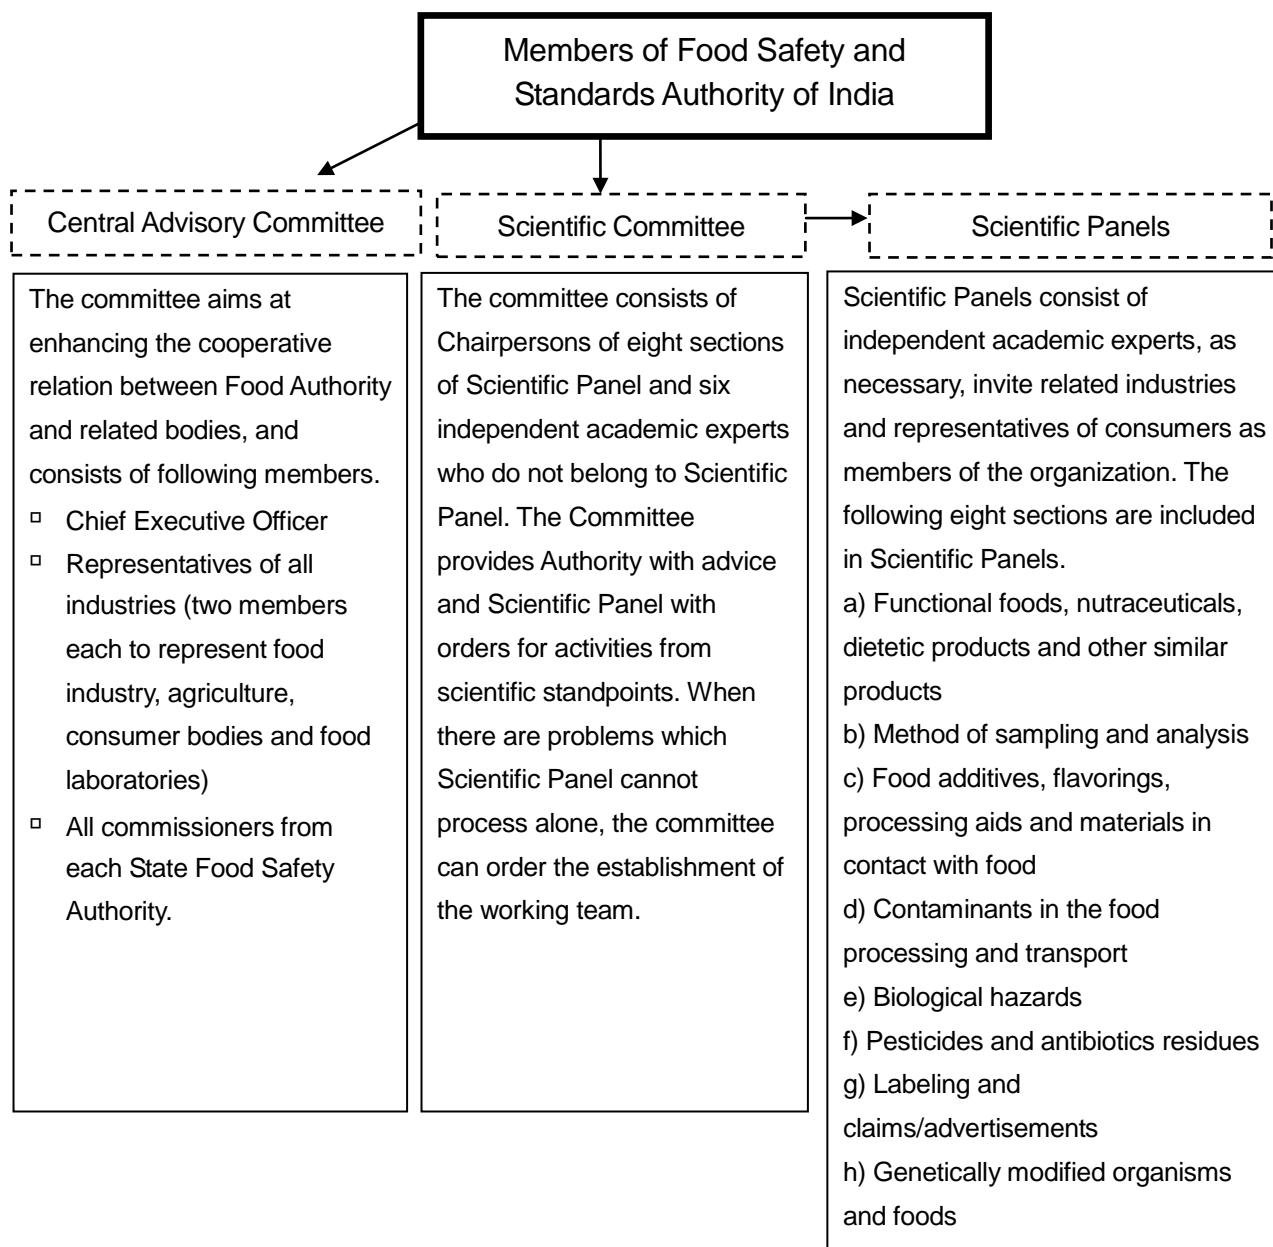 Members of Food Safety and
Standards Authority of India
Central Advisory Committee
Scientific Committee
Scientific Panels
The committee aims at
enhancing the cooperative
relation between Food Authority
and related bodies, and
consists of following members.
Chief Executive Officer
Representatives of all
industries (two members
each to represent food
industry, agriculture,
consumer bodies and food
laboratories)
All commissioners from
each State Food Safety
Authority.
The committee consists of
Chairpersons of eight sections
of Scientific Panel and six
independent academic experts
who do not belong to Scientific
Panel. The Committee
provides Authority with advice
and Scientific Panel with
orders for activities from
scientific standpoints. When
there are problems which
Scientific Panel cannot
process alone, the committee
can order the establishment of
the working team.
Scientific Panels consist of
independent academic experts, as
necessary, invite related industries
and representatives of consumers as
members of the organization. The
following eight sections are included
in Scientific Panels.
a) Functional foods, nutraceuticals,
dietetic products and other similar
products
b) Method of sampling and analysis
c) Food additives, flavorings,
processing aids and materials in
contact with food
d) Contaminants in the food
processing and transport
e) Biological hazards
f) Pesticides and antibiotics residues
g) Labeling and
claims/advertisements
h) Genetically modified organisms
and foods